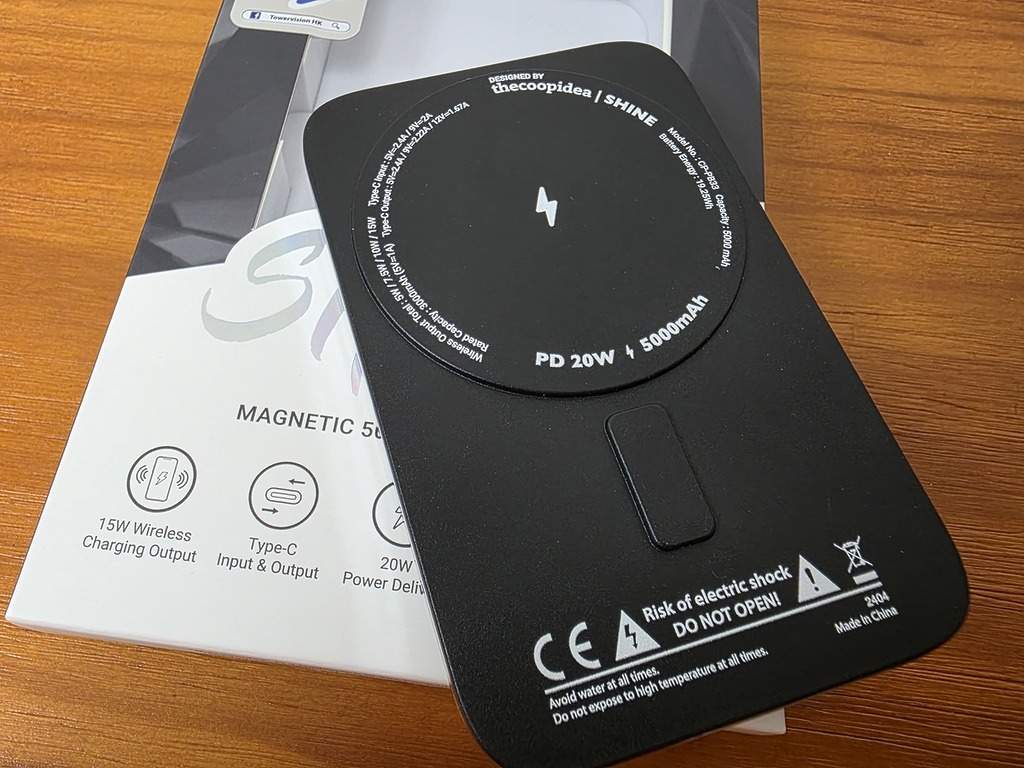 Towervision HK
DESIGNED BY
thecoopidea | SHINE
Model No.: CP-PB33 Capacity: 5000 mAh,
Battery Energy: 19.25Wh
Type-C Input: 5V=2.4A / 9V=2A
Type-C Output: 5V=2.4A / 9V=2.22A / 12V=1.67A
Wireless Output Total: 5W / 7.5W / 10W / 15W
Rated Capacity: 3000mAh (5V=1A)
PD 20W 5000mAh
MAGNETIC
15W Wireless
Charging Output
Type-C
Input & Output
20W
Power
CE
Risk of electric shock
DO NOT OPEN!
Avoid water at all times.
Do not expose to high temperature at all times.
2404
Made in China